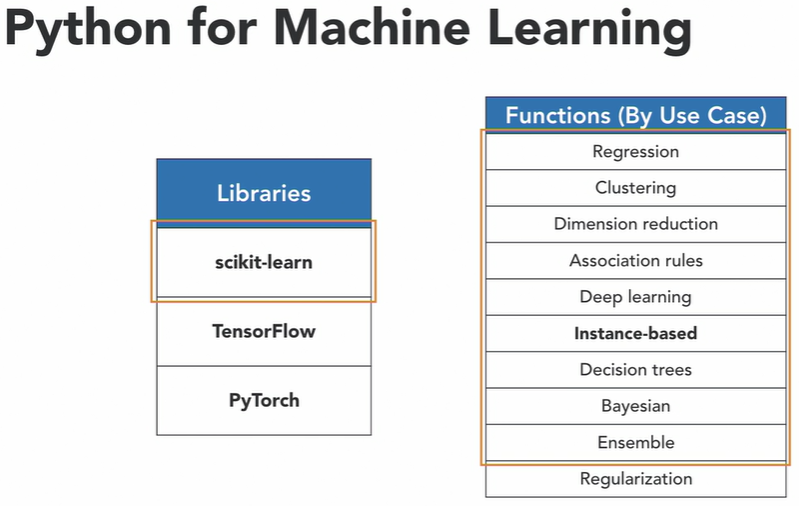 Python for Machine Learning
Libraries
scikit-learn
TensorFlow
PyTorch
Functions (By Use Case)
Regression
Clustering
Dimension reduction
Association rules
Deep learning
Instance-based
Decision trees
Bayesian
Ensemble
Regularization